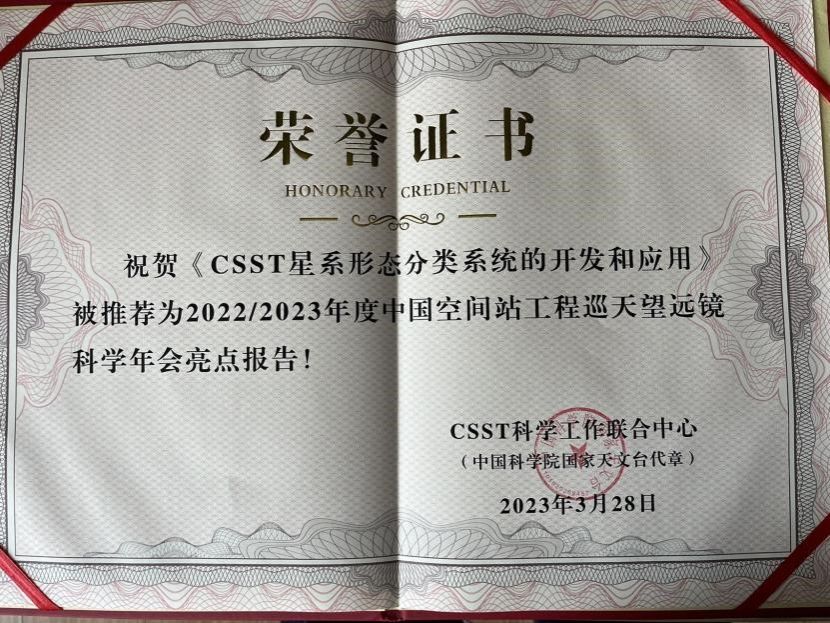 荣誉证书
HONORARY CREDENTIAL
祝贺《CSST星系形态分类系统的开发和应用》
被推荐为2022/2023年度中国空间站工程巡天望远镜
科学年会亮点报告！
CSST科学工作联合中心
（中国科学院国家天文台代章）
2023年3月28日